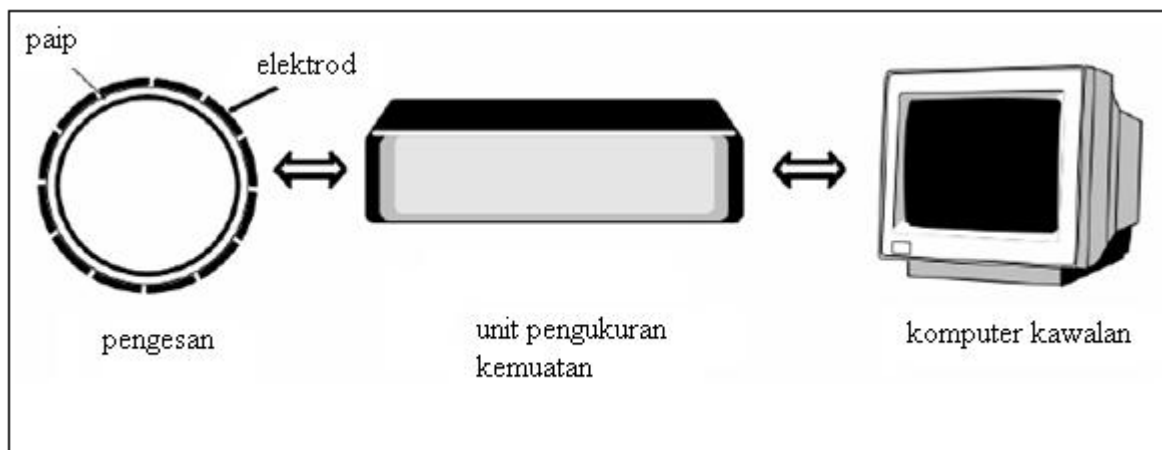 paip
elektrod
pengesan
unit pengukuran
kemuatan
komputer kawalan